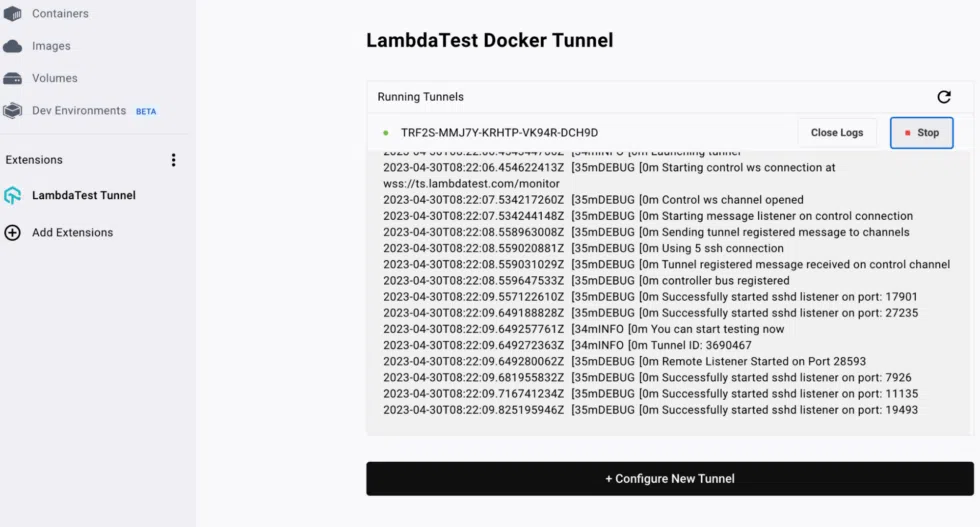 Containers
Images
Volumes
Dev Environments BETA
Extensions
LambdaTest Tunnel
Add Extensions
LambdaTest Docker Tunnel
Running Tunnels
TRF2S-MMJ7Y-KRHTP-VK94R-DCH9D Close Logs Stop
[34mINFO [0m Launching tunnel
2023-04-30T08:22:06.454622413Z [35mDEBUG [0m Starting control ws connection at
wss://ts.lambdatest.com/monitor
2023-04-30T08:22:07.534217260Z [35mDEBUG [0m Control ws channel opened
2023-04-30T08:22:07.534244148Z [35mDEBUG [0m Starting message listener on control connection
2023-04-30T08:22:08.558963008Z [35mDEBUG [0m Sending tunnel registered message to channels
2023-04-30T08:22:08.559020881Z [35mDEBUG [0m Using 5 ssh connection
2023-04-30T08:22:08.559031029Z [35mDEBUG [0m Tunnel registered message received on control channel
2023-04-30T08:22:08.559647533Z [35mDEBUG [0m controller bus registered
2023-04-30T08:22:09.557122610Z [35mDEBUG [0m Successfully started sshd listener on port: 17901
2023-04-30T08:22:09.649188828Z [35mDEBUG [0m Successfully started sshd listener on port: 27235
2023-04-30T08:22:09.649257761Z [34mINFO [0m You can start testing now
2023-04-30T08:22:09.649272363Z [34mINFO [0m Tunnel ID: 3690467
2023-04-30T08:22:09.649280062Z [35mDEBUG [0m Remote Listener Started on Port 28593
2023-04-30T08:22:09.681955832Z [35mDEBUG [0m Successfully started sshd listener on port: 7926
2023-04-30T08:22:09.716741234Z [35mDEBUG [0m Successfully started sshd listener on port: 11135
2023-04-30T08:22:09.825195946Z [35mDEBUG [0m Successfully started sshd listener on port: 19493
+ Configure New Tunnel